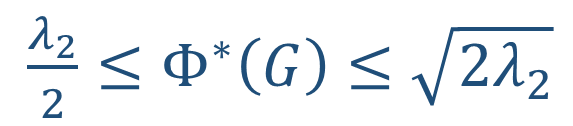 λ₂/2 ≤ Φ*(G) ≤ √(2λ₂)